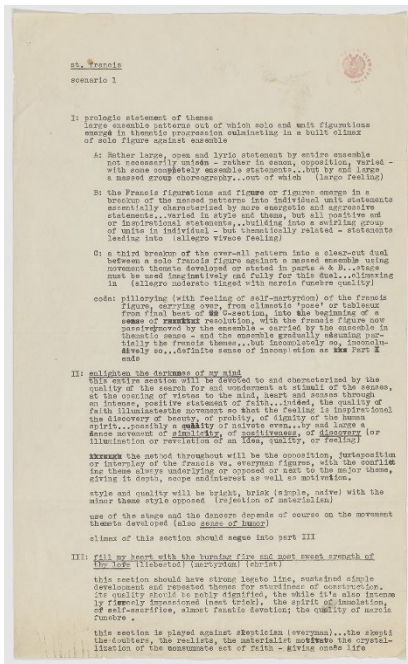 st. francis
scenario 1
I: prologic statement of themes
large ensemble patterns out of which solo and unit figurations
emerge in thematic progression culminating in a built climax
of solo figure against ensemble
A: Rather large, open and lyric statement by entire ensemble
not necessarily unison - rather in canon, opposition, varied -
with some completely ensemble statements...but by and large
a massed group choreography...out of which (largo feeling)
B: the Francis figurations and figure or figures emerge in a
breakup of the massed patterns into individual unit statements
essentially characterized by more energetic and aggressive
statements...varied in style and theme, but all positive and
or inspirational statements...building into a swirling group
of units in individual - but thematically related - statements
leading into (allegro vivace feeling)
C: a third breakup of the over-all pattern into a clear-cut dual
between a solo francis figure against a massed ensemble using
movement themata developed or stated in parts A & B...stage
must be used imaginatively and fully for this dual...climaxing
in (allegro moderato tinged with marcia funebre quality)
coda: pillorying (with feeling of self-martyrdom) of the francis
figure, carrying over, from climactic 'pose' or tableaux
from final beat of C-section, into the beginning of a
sense of resolution, with the francis figure now
passive moved by the ensemble - carried by the ensemble in
thematic sense - and the ensemble gradually assuming par-
tially the francis themes...but incompletely so, inconclu-
sively so...definite sense of incompletion as Part I
ends
II: enlighten the darkness of my mind
this entire section will be devoted to and characterized by the
quality of the search for and wonderment at stimuli of the senses,
at the opening of vistas to the mind, heart and senses through
an intense, positive statement of faith...indeed, the quality of
faith illuminates the movement so that the feeling is inspirational
the discovery of beauty, of probity, of dignity of the human
spirit...possibly a quality of naivete even...by and large a
dance movement of simplicity, of positiveness, of discovery (or
illumination or revelation of an idea, quality, or feeling)
the method throughout will be the opposition, juxtaposition
or interplay of the francis vs. everyman figures, with the conflict
ing theme always underlying or opposed or next to the major theme,
giving it depth, scope and interest as well as motivation.
style and quality will be bright, brisk (simple, naive) with the
minor theme style opposed (rejection of materialism)
use of the stage and the dancers depends of course on the movement
themata developed (also sense of humor)
climax of this section should segue into part III
III: fill my heart with the burning fire and most sweet strength of
thy love (liebested) (martyrdom) (christ)
this section should have strong legato line, sustained simple
development and repeated themes for sturdiness of construction.
its quality should be nobly dignified, the while it's also intense
ly fiercely impassioned (neat trick), the spirit of immolation,
of self-sacrifice, almost fanatic devotion; the quality of marcia
funebre .
this section is played against skepticism (everyman)...the skepti
the doubters, the realists, the materialist motivate the crystal-
lization of the consummate act of faith - giving one's life